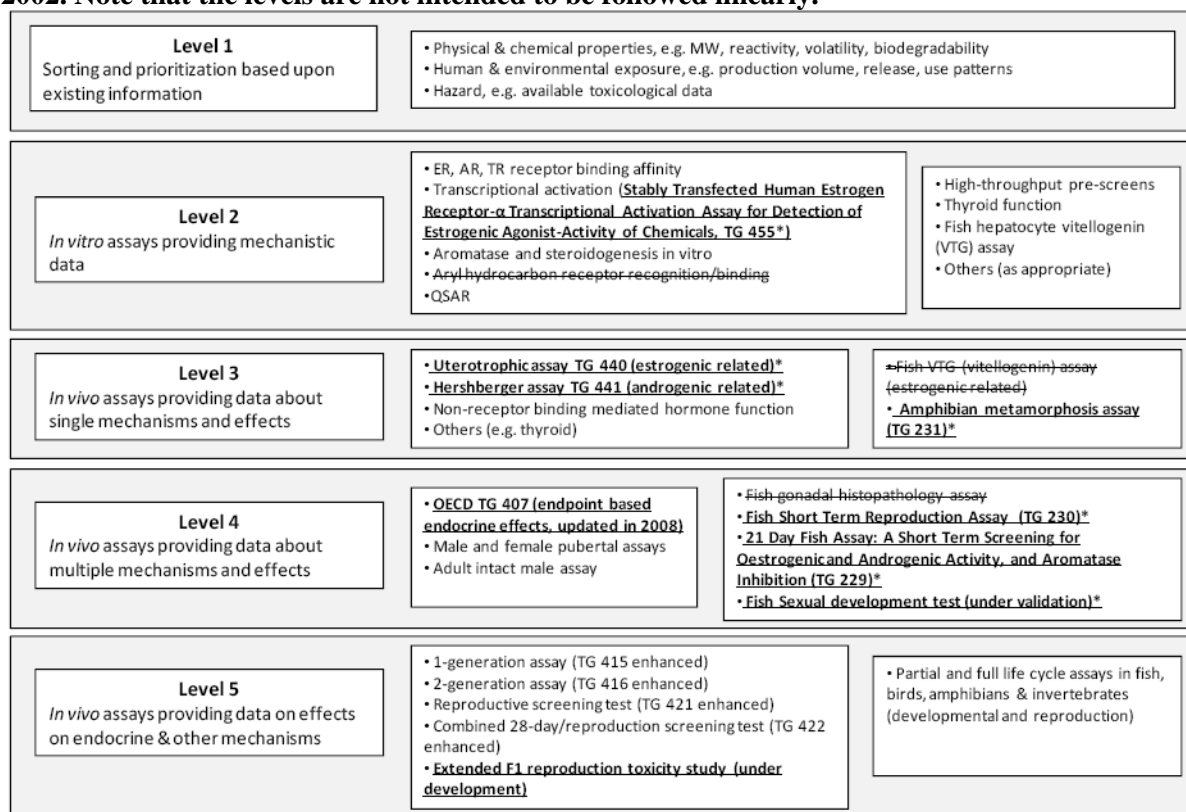 2002. Note that the levels are not intended to be followed linearly.
Level 1
Sorting and prioritization based upon
existing information
• Physical & chemical properties, e.g. MW, reactivity, volatility, biodegradability
• Human & environmental exposure, e.g. production volume, release, use patterns
• Hazard, e.g. available toxicological data
Level 2
In vitro assays providing mechanistic
data
• ER, AR, TR receptor binding affinity
• Transcriptional activation (Stably Transfected Human Estrogen
Receptor-α Transcriptional Activation Assay for Detection of
Estrogenic Agonist-Activity of Chemicals, TG 455*)
• Aromatase and steroidogenesis in vitro
• Aryl hydrocarbon receptor recognition/binding
•QSAR
• High-throughput pre-screens
• Thyroid function
• Fish hepatocyte vitellogenin
(VTG) assay
• Others (as appropriate)
Level 3
In vivo assays providing data about
single mechanisms and effects
• Uterotrophic assay TG 440 (estrogenic related)*
• Hershberger assay TG 441 (androgenic related)*
• Non-receptor binding mediated hormone function
• Others (e.g. thyroid)
• Fish VTG (vitellogenin) assay
(estrogenic related)
• Amphibian metamorphosis assay
(TG 231)*
Level 4
In vivo assays providing data about
multiple mechanisms and effects
• OECD TG 407 (endpoint based
endocrine effects, updated in 2008)
• Male and female pubertal assays
• Adult intact male assay
• Fish gonadal histopathology assay
• Fish Short Term Reproduction Assay (TG 230)*
• 21 Day Fish Assay: A Short Term Screening for
Oestrogenic and Androgenic Activity, and Aromatase
Inhibition (TG 229)*
• Fish Sexual development test (under validation)*
Level 5
In vivo assays providing data on effects
on endocrine & other mechanisms
• 1-generation assay (TG 415 enhanced)
• 2-generation assay (TG 416 enhanced)
• Reproductive screening test (TG 421 enhanced)
• Combined 28-day/reproduction screening test (TG 422
enhanced)
• Extended F1 reproduction toxicity study (under
development)
• Partial and full life cycle assays in fish,
birds, amphibians & invertebrates
(developmental and reproduction)